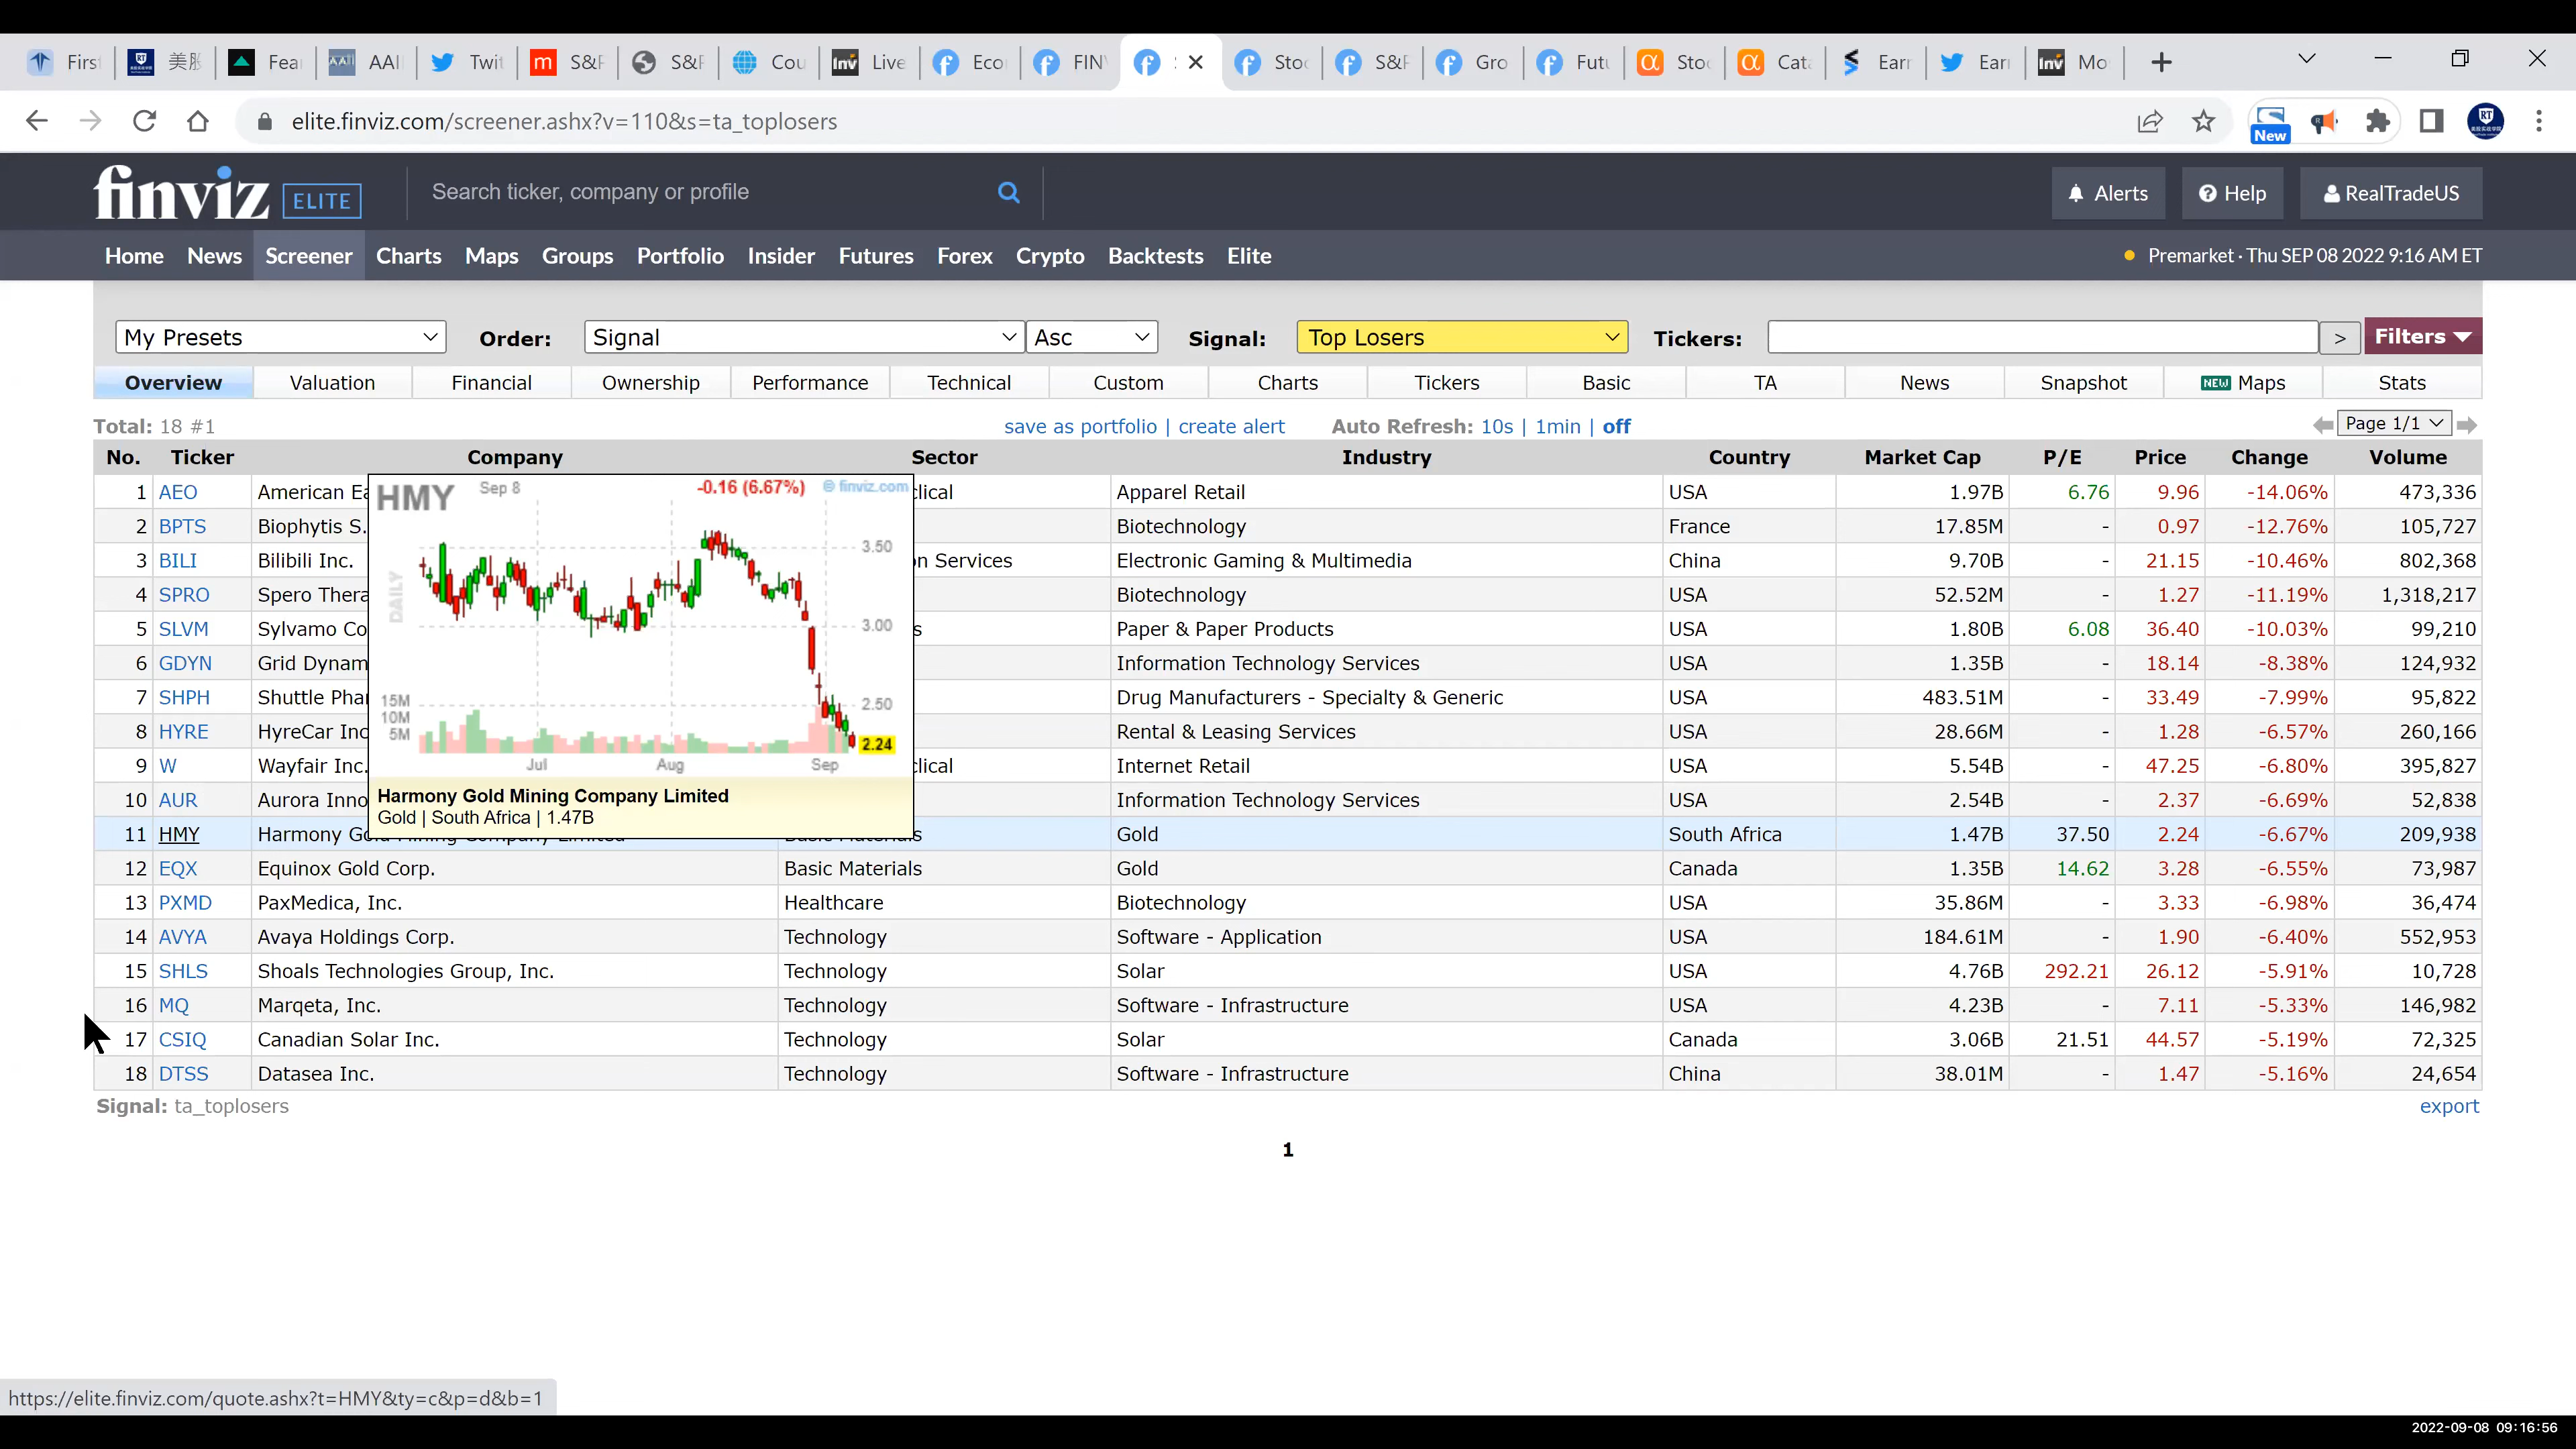 Firs 美股 Fear AAII Twit S&P S&P Cou Live Eco FINV Stoc S&P Gro Futu Stoc Cata Earn Earn Mo
elite.finviz.com/screener.ashx?v=110&s=ta_toplosers New
finviz ELITE Search ticker, company or profile Alerts Help RealTradeUS
Home News Screener Charts Maps Groups Portfolio Insider Futures Forex Crypto Backtests Elite Premarket · Thu SEP 08 2022 9:16 AM ET
My Presets Order: Signal Asc Signal: Top Losers Tickers: > Filters
Overview Valuation Financial Ownership Performance Technical Custom Charts Tickers Basic TA News Snapshot NEW Maps Stats
Total: 18 #1 save as portfolio | create alert Auto Refresh: 10s | 1min | off Page 1/1
No. Ticker Company Sector Industry Country Market Cap P/E Price Change Volume
1 AEO American Ea lical Apparel Retail USA 1.97B 6.76 9.96 -14.06% 473,336
2 BPTS Biophytis S. Biotechnology France 17.85M - 0.97 -12.76% 105,727
3 BILI Bilibili Inc. n Services Electronic Gaming & Multimedia China 9.70B - 21.15 -10.46% 802,368
4 SPRO Spero Thera Biotechnology USA 52.52M - 1.27 -11.19% 1,318,217
5 SLVM Sylvamo Co s Paper & Paper Products USA 1.80B 6.08 36.40 -10.03% 99,210
6 GDYN Grid Dynam Information Technology Services USA 1.35B - 18.14 -8.38% 124,932
7 SHPH Shuttle Phar Drug Manufacturers - Specialty & Generic USA 483.51M - 33.49 -7.99% 95,822
8 HYRE HyreCar Inc Rental & Leasing Services USA 28.66M - 1.28 -6.57% 260,166
9 W Wayfair Inc. lical Internet Retail USA 5.54B - 47.25 -6.80% 395,827
10 AUR Aurora Inno Information Technology Services USA 2.54B - 2.37 -6.69% 52,838
11 HMY Harmony Gold Mining Company Limited Basic Materials Gold South Africa 1.47B 37.50 2.24 -6.67% 209,938
12 EQX Equinox Gold Corp. Basic Materials Gold Canada 1.35B 14.62 3.28 -6.55% 73,987
13 PXMD PaxMedica, Inc. Healthcare Biotechnology USA 35.86M - 3.33 -6.98% 36,474
14 AVYA Avaya Holdings Corp. Technology Software - Application USA 184.61M - 1.90 -6.40% 552,953
15 SHLS Shoals Technologies Group, Inc. Technology Solar USA 4.76B 292.21 26.12 -5.91% 10,728
16 MQ Marqeta, Inc. Technology Software - Infrastructure USA 4.23B - 7.11 -5.33% 146,982
17 CSIQ Canadian Solar Inc. Technology Solar Canada 3.06B 21.51 44.57 -5.19% 72,325
18 DTSS Datasea Inc. Technology Software - Infrastructure China 38.01M - 1.47 -5.16% 24,654
HMY Sep 8 -0.16 (6.67%) © finviz.com
3.50
DAILY
3.00
15M 2.50
10M
5M 2.24
Jul Aug Sep
Harmony Gold Mining Company Limited
Gold | South Africa | 1.47B
Signal: ta_toplosers export
1
https://elite.finviz.com/quote.ashx?t=HMY&ty=c&p=d&b=1
2022-09-08 09:16:56